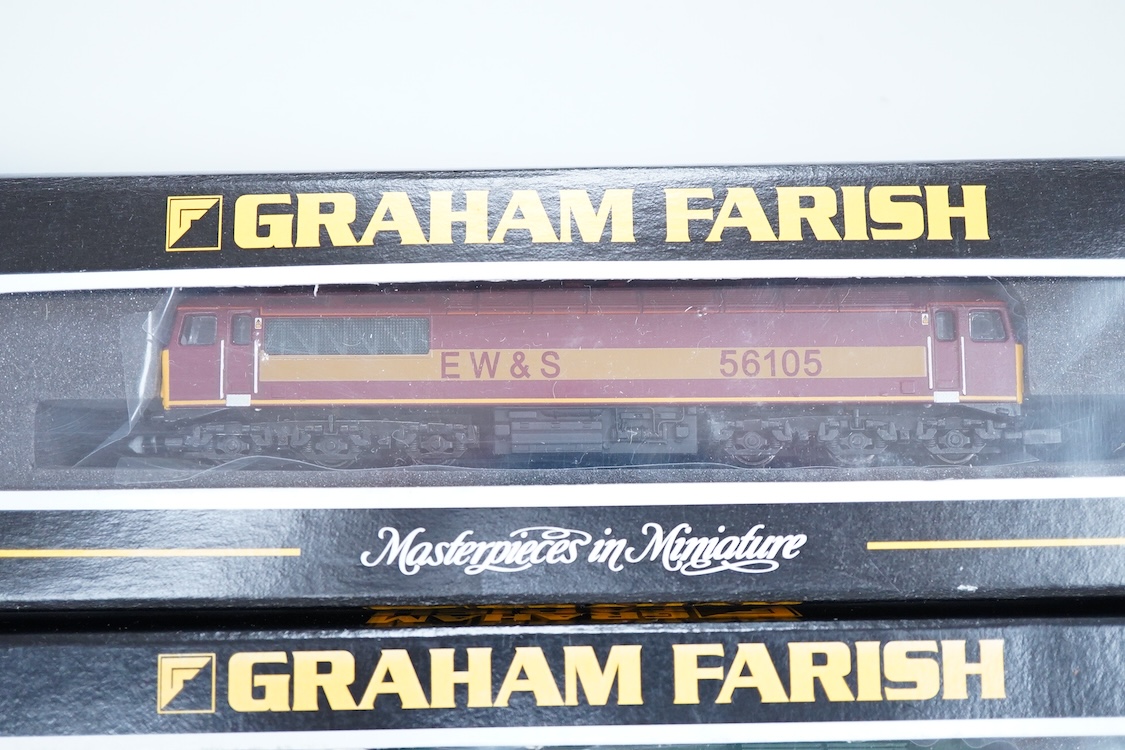 GRAHAM FARISH
EW&S 56105
Masterpieces in Miniature
GRAHAM FARISH